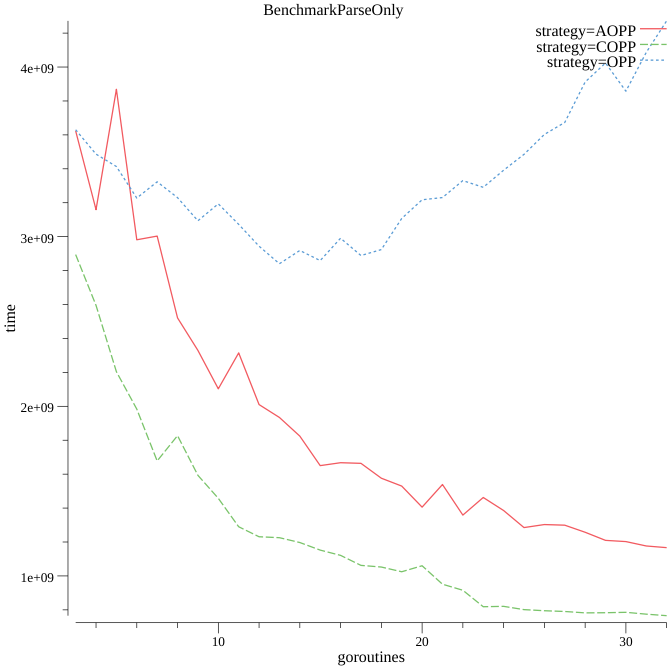 BenchmarkParseOnly
strategy=AOPP
strategy=COPP
strategy=OPP
4e+09
3e+09
2e+09
1e+09
time
10
20
30
goroutines